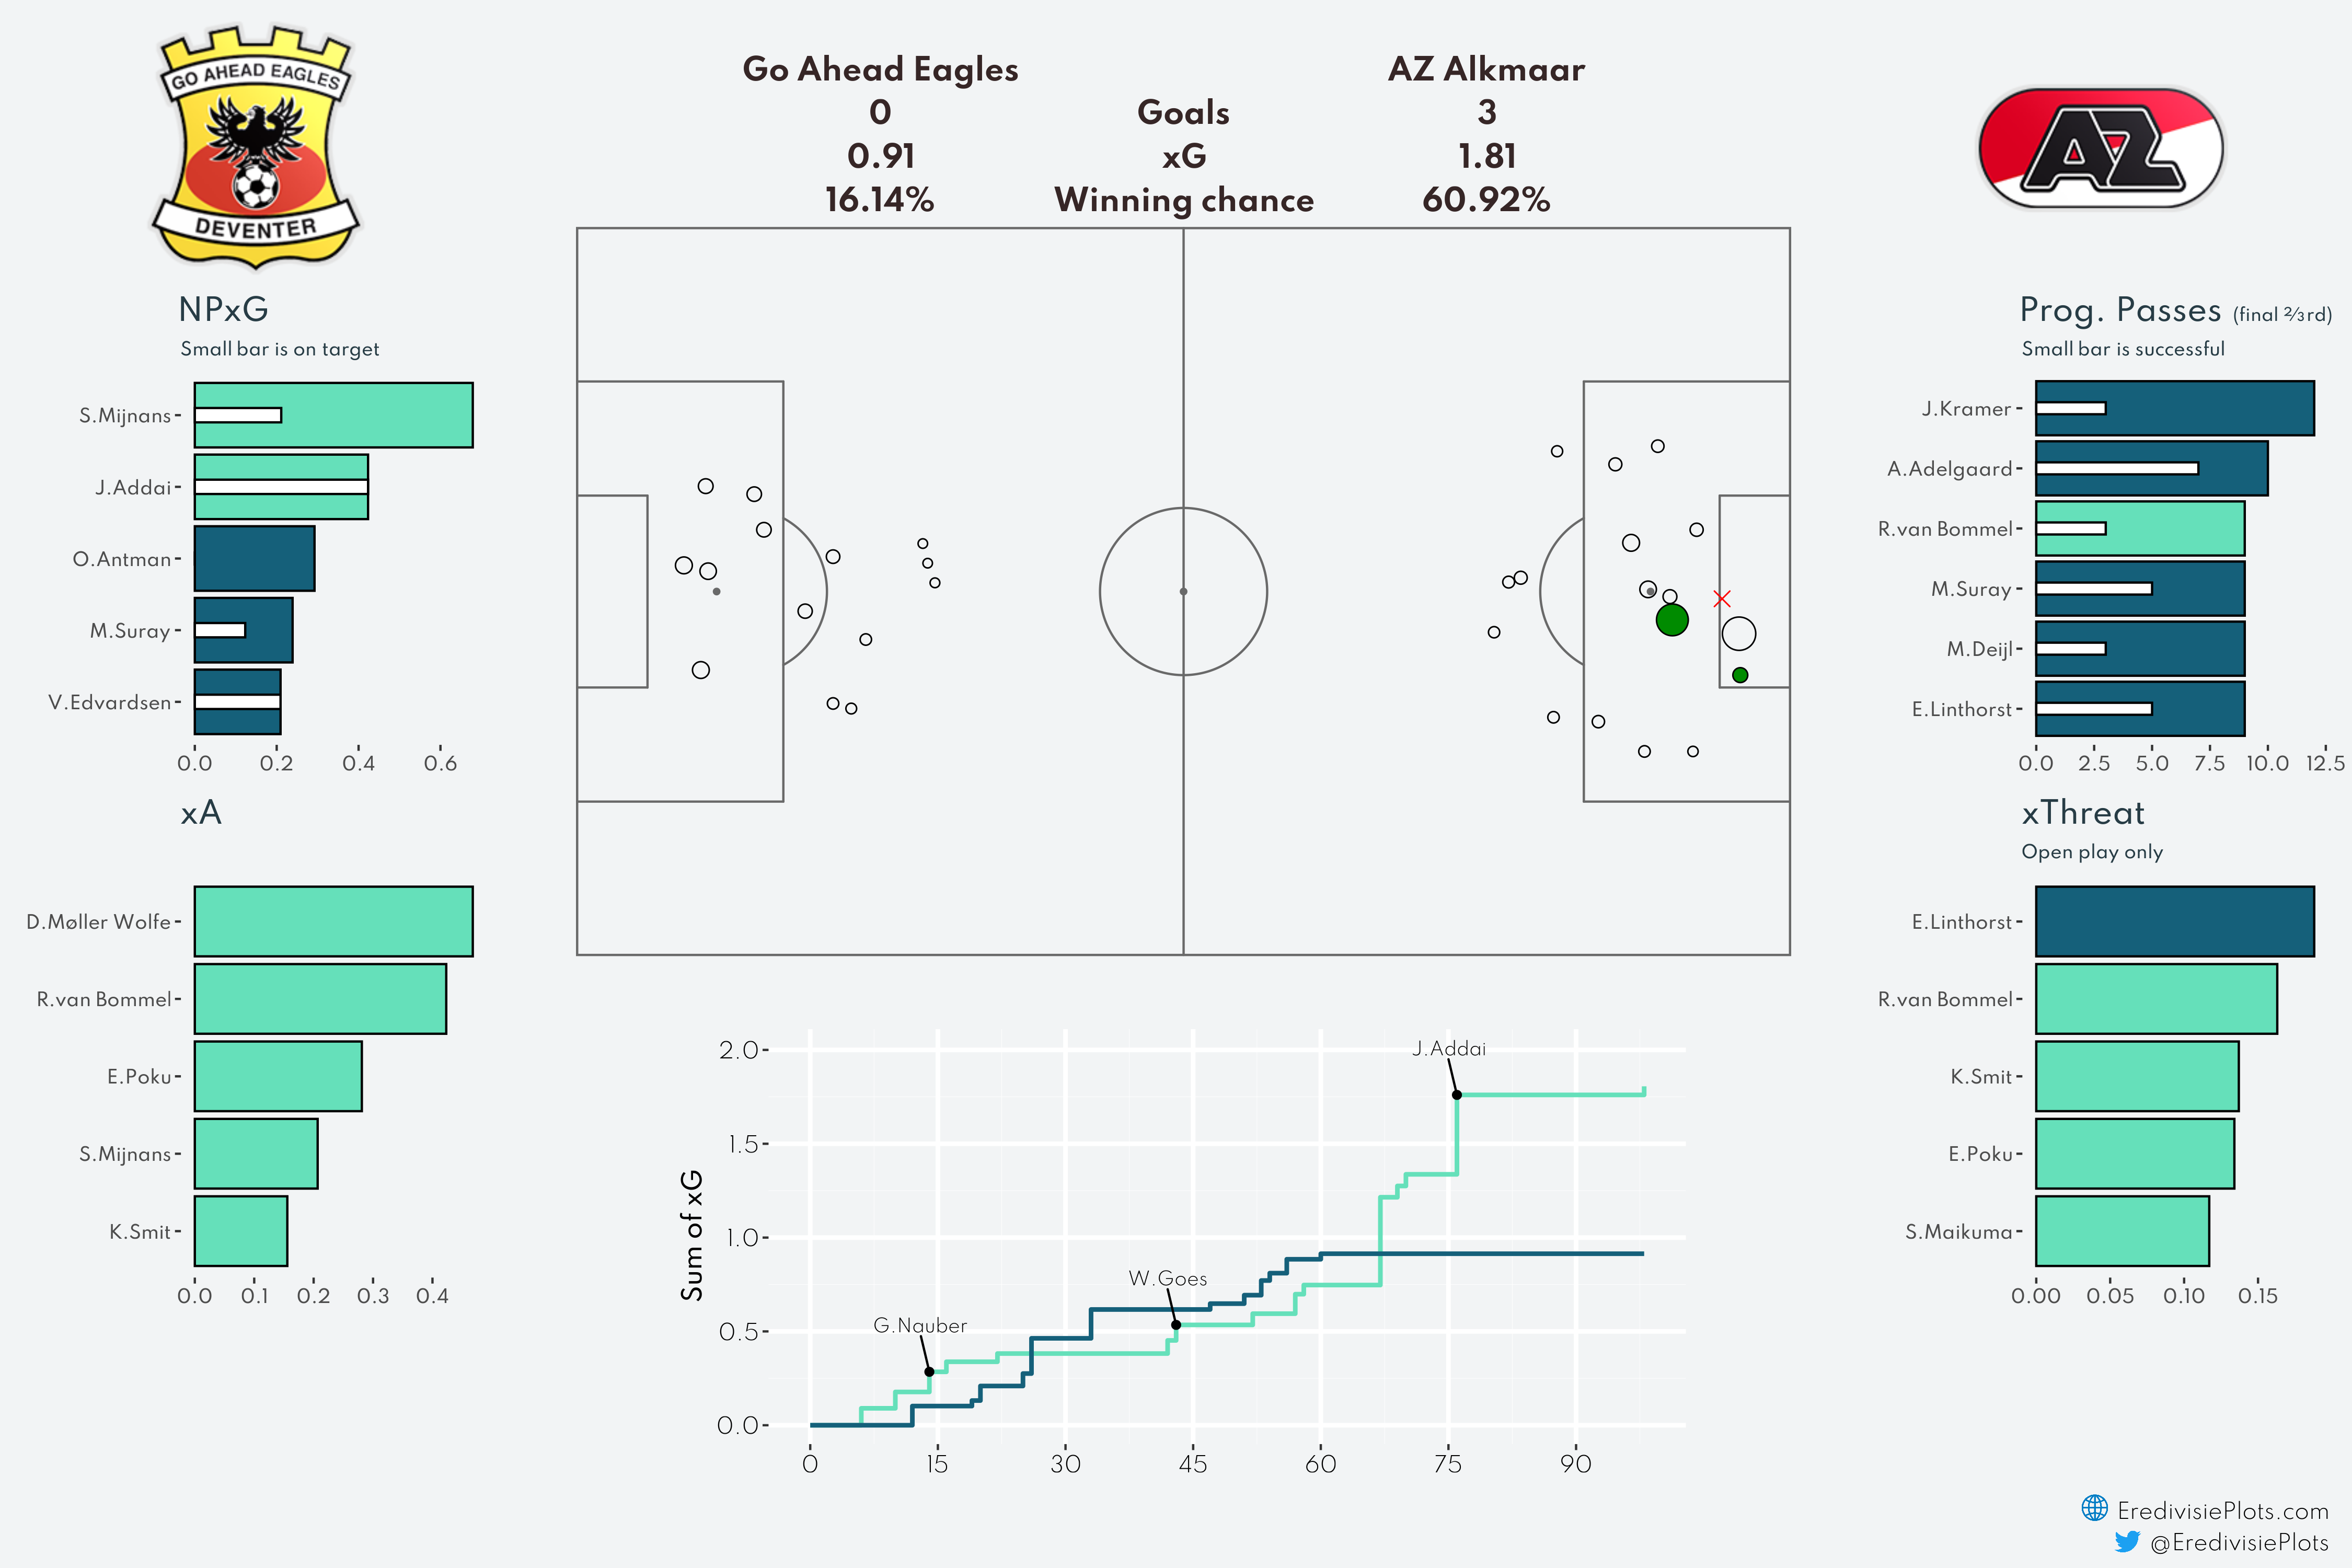 GO AHEAD EAGLES
DEVENTER
Go Ahead Eagles AZ Alkmaar
0 Goals 3
0.91 xG 1.81
16.14% Winning chance 60.92%
AZ
NPxG
Small bar is on target
S.Mijnans
J.Addai
O.Antman
M.Suray
V.Edvardsen
0.0 0.2 0.4 0.6
xA
D.Møller Wolfe
R.van Bommel
E.Poku
S.Mijnans
K.Smit
0.0 0.1 0.2 0.3 0.4
Sum of xG
2.0
1.5
1.0
0.5
0.0
J.Addai
W.Goes
G.Nauber
0 15 30 45 60 75 90
Prog. Passes (final ⅔rd)
Small bar is successful
J.Kramer
A.Adelgaard
R.van Bommel
M.Suray
M.Deijl
E.Linthorst
0.0 2.5 5.0 7.5 10.0 12.5
xThreat
Open play only
E.Linthorst
R.van Bommel
K.Smit
E.Poku
S.Maikuma
0.00 0.05 0.10 0.15
EredivisiePlots.com
@EredivisiePlots